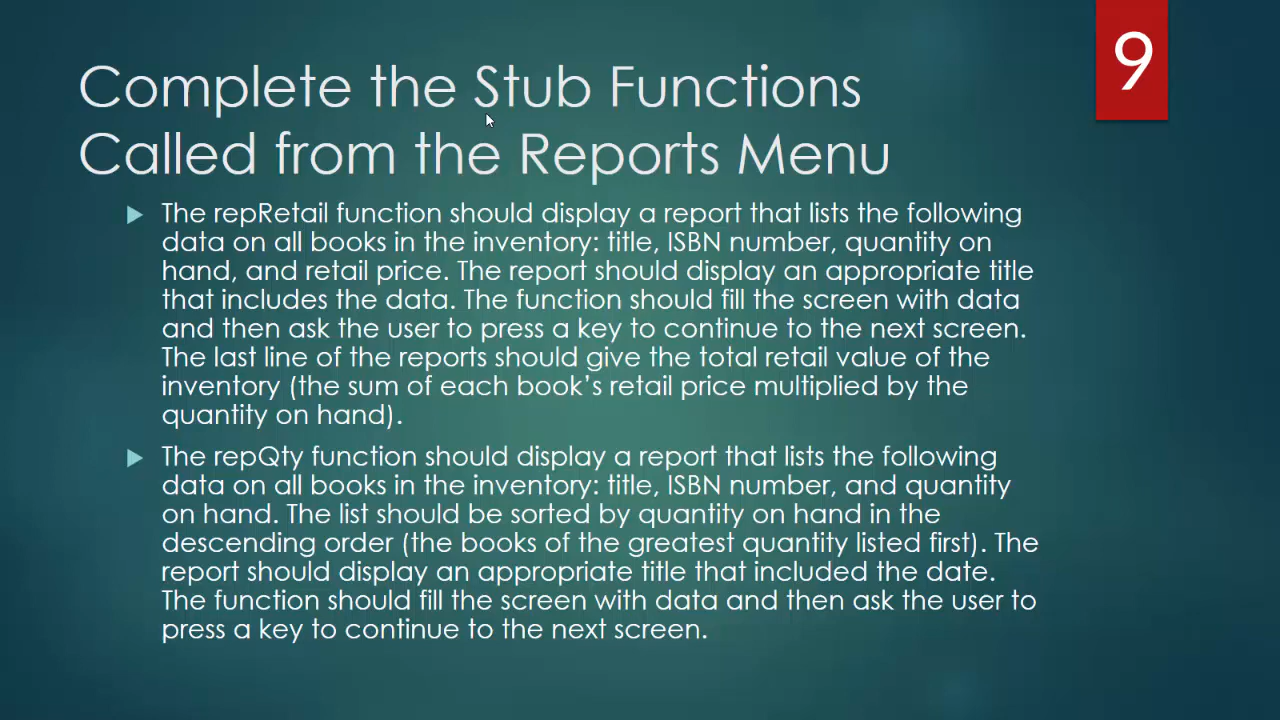 9
Complete the Stub Functions
Called from the Reports Menu
The repRetail function should display a report that lists the following
data on all books in the inventory: title, ISBN number, quantity on
hand, and retail price. The report should display an appropriate title
that includes the data. The function should fill the screen with data
and then ask the user to press a key to continue to the next screen.
The last line of the reports should give the total retail value of the
inventory (the sum of each book’s retail price multiplied by the
quantity on hand).
The repQty function should display a report that lists the following
data on all books in the inventory: title, ISBN number, and quantity
on hand. The list should be sorted by quantity on hand in the
descending order (the books of the greatest quantity listed first). The
report should display an appropriate title that included the date.
The function should fill the screen with data and then ask the user to
press a key to continue to the next screen.